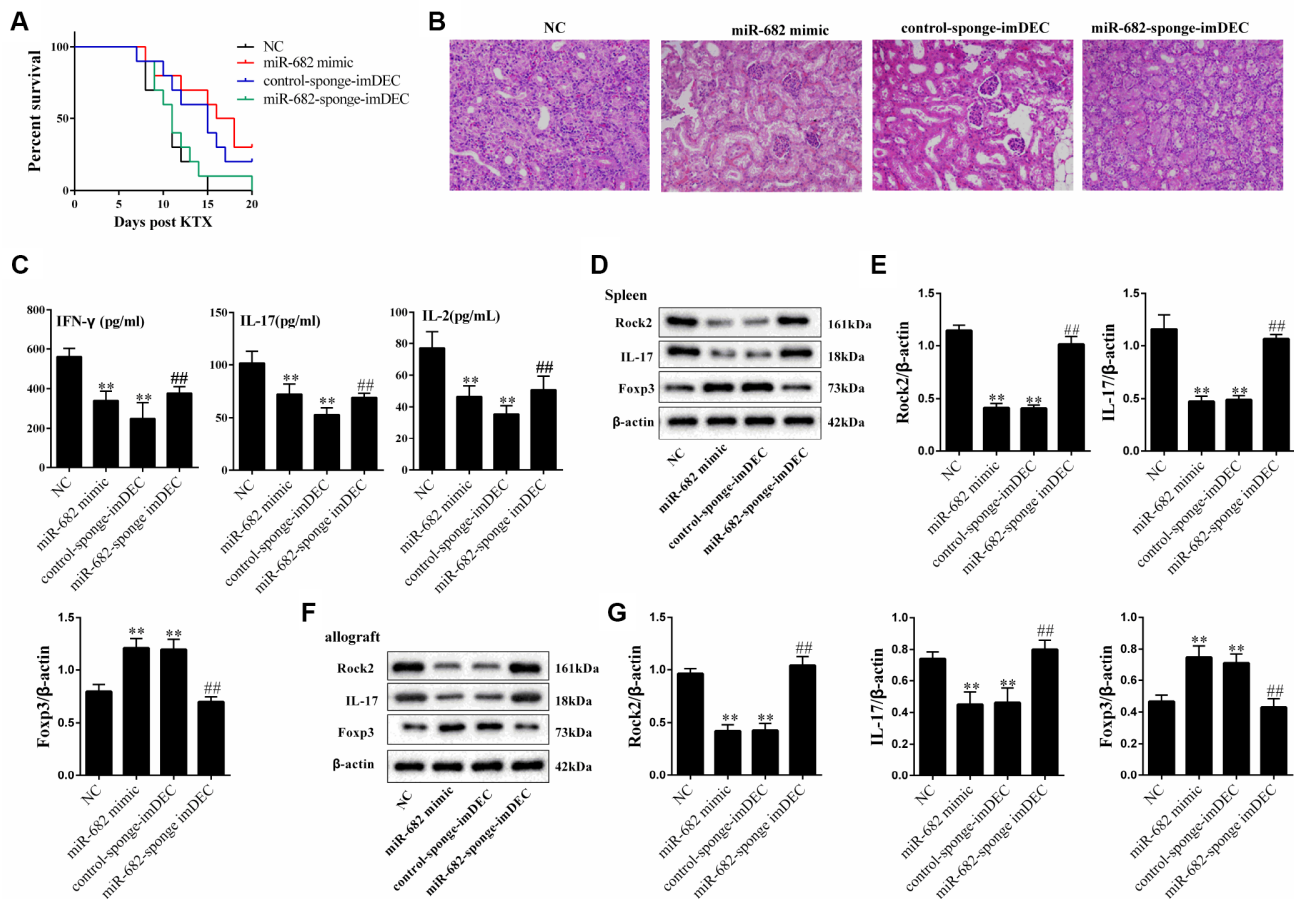 A
Percent survival
100
50
0
0
5
10
15
20
Days post KTX
NC
miR-682 mimic
control-sponge-imDEC
miR-682-sponge-imDEC
B
NC
miR-682 mimic
control-sponge-imDEC
miR-682-sponge-imDEC
C
IFN-γ (pg/ml)
800
600
400
200
0
**
**
##
NC
miR-682 mimic
control-sponge-imDEC
miR-682-sponge imDEC
IL-17(pg/ml)
150
100
50
0
**
**
##
NC
miR-682 mimic
control-sponge-imDEC
miR-682-sponge imDEC
IL-2(pg/mL)
100
80
60
40
20
0
**
**
##
NC
miR-682 mimic
control-sponge-imDEC
miR-682-sponge imDEC
D
Spleen
Rock2
161kDa
IL-17
18kDa
Foxp3
73kDa
β-actin
42kDa
NC
miR-682 mimic
control-sponge-imDEC
miR-682-sponge-imDEC
E
Rock2/β-actin
1.5
1.0
0.5
0.0
**
**
##
NC
miR-682 mimic
control-sponge-imDEC
miR-682-sponge imDEC
IL-17/β-actin
1.5
1.0
0.5
0.0
**
**
##
NC
miR-682 mimic
control-sponge-imDEC
miR-682-sponge imDEC
Foxp3/β-actin
1.5
1.0
0.5
0.0
**
**
##
NC
miR-682 mimic
control-sponge-imDEC
miR-682-sponge imDEC
F
allograft
Rock2
161kDa
IL-17
18kDa
Foxp3
73kDa
β-actin
42kDa
NC
miR-682 mimic
control-sponge-imDEC
miR-682-sponge-imDEC
G
Rock2/β-actin
1.5
1.0
0.5
0.0
**
**
##
NC
miR-682 mimic
control-sponge-imDEC
miR-682-sponge imDEC
IL-17/β-actin
1.0
0.8
0.6
0.4
0.2
0.0
**
**
##
NC
miR-682 mimic
control-sponge-imDEC
miR-682-sponge imDEC
Foxp3/β-actin
1.0
0.8
0.6
0.4
0.2
0.0
**
**
##
NC
miR-682 mimic
control-sponge-imDEC
miR-682-sponge imDEC